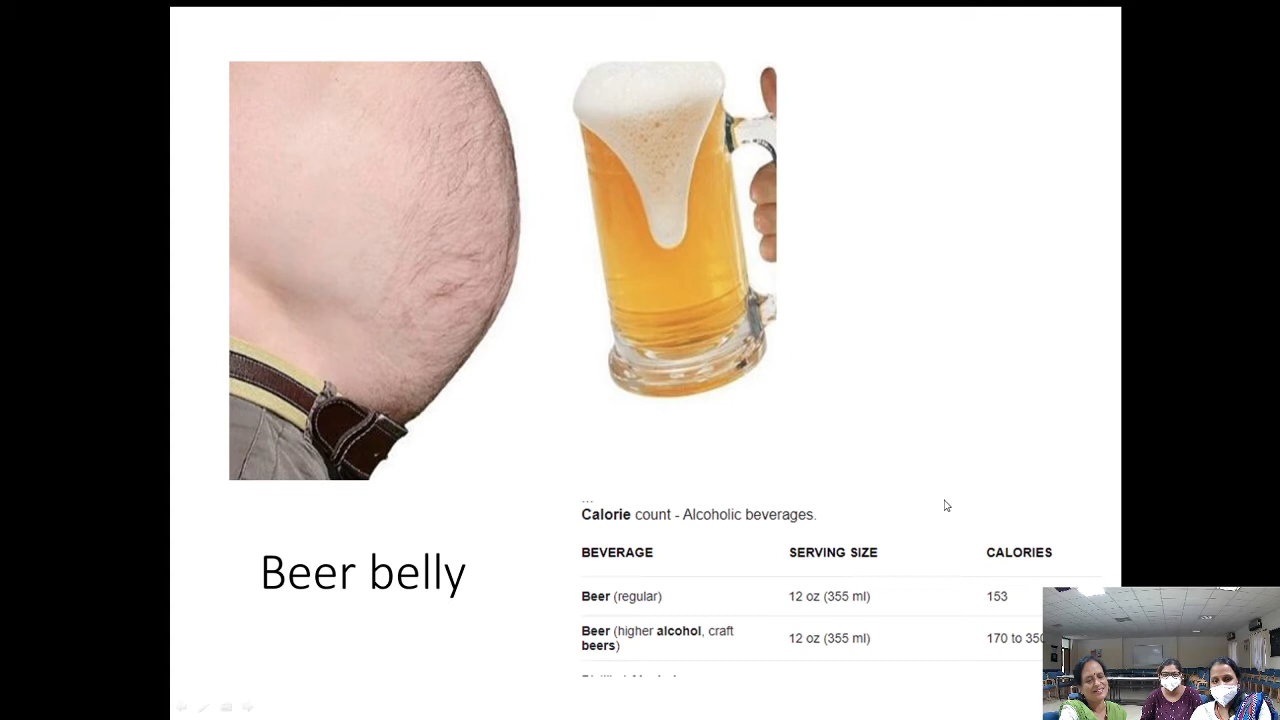 ...
Calorie count - Alcoholic beverages.
BEVERAGE SERVING SIZE CALORIES
Beer (regular) 12 oz (355 ml) 153
Beer (higher alcohol, craft
beers) 12 oz (355 ml) 170 to 350
Beer belly